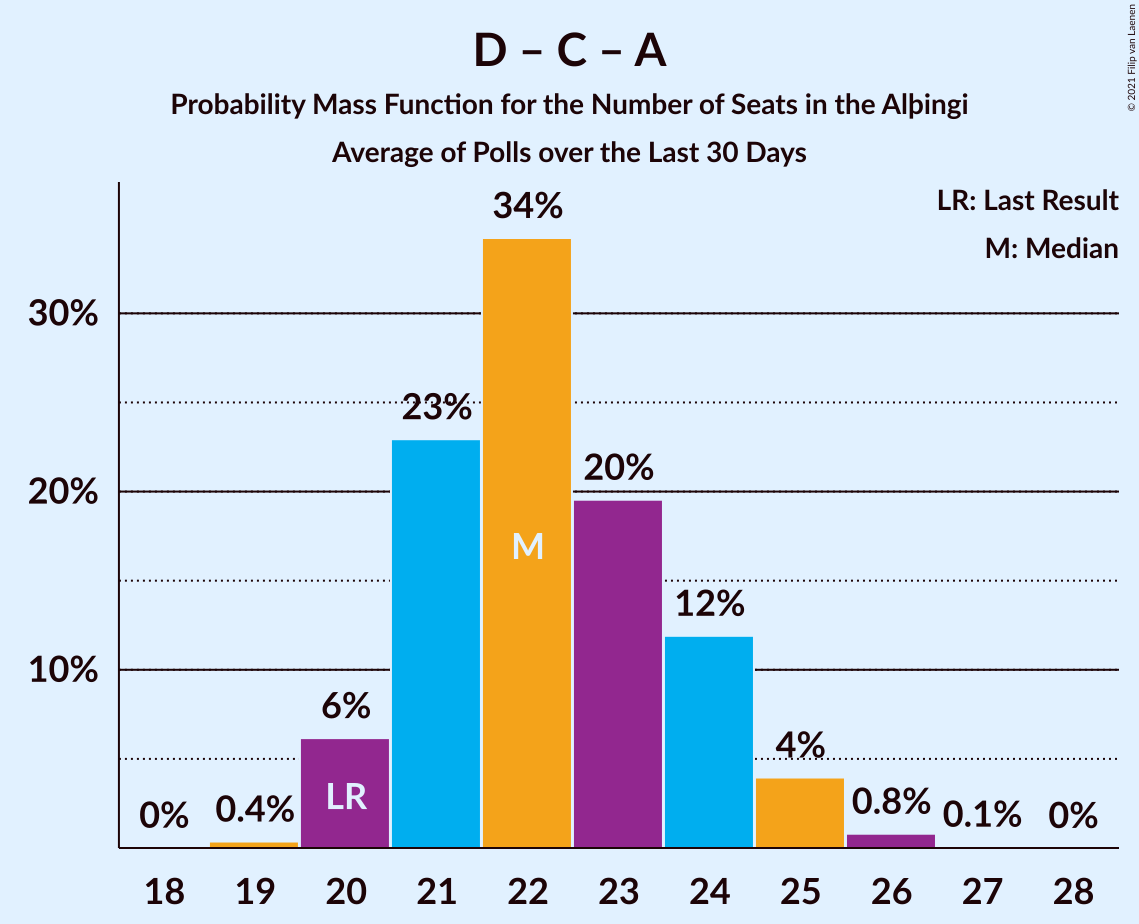 D – C – A
Probability Mass Function for the Number of Seats in the Alþingi
Average of Polls over the Last 30 Days
© 2021 Filip van Laenen
LR: Last Result
M: Median
34%
30%
23%
20%
20%
M
12%
10%
6%
4%
LR
0%
0.4%
0.8%
0.1%
0%
18 19 20 21 22 23 24 25 26 27 28